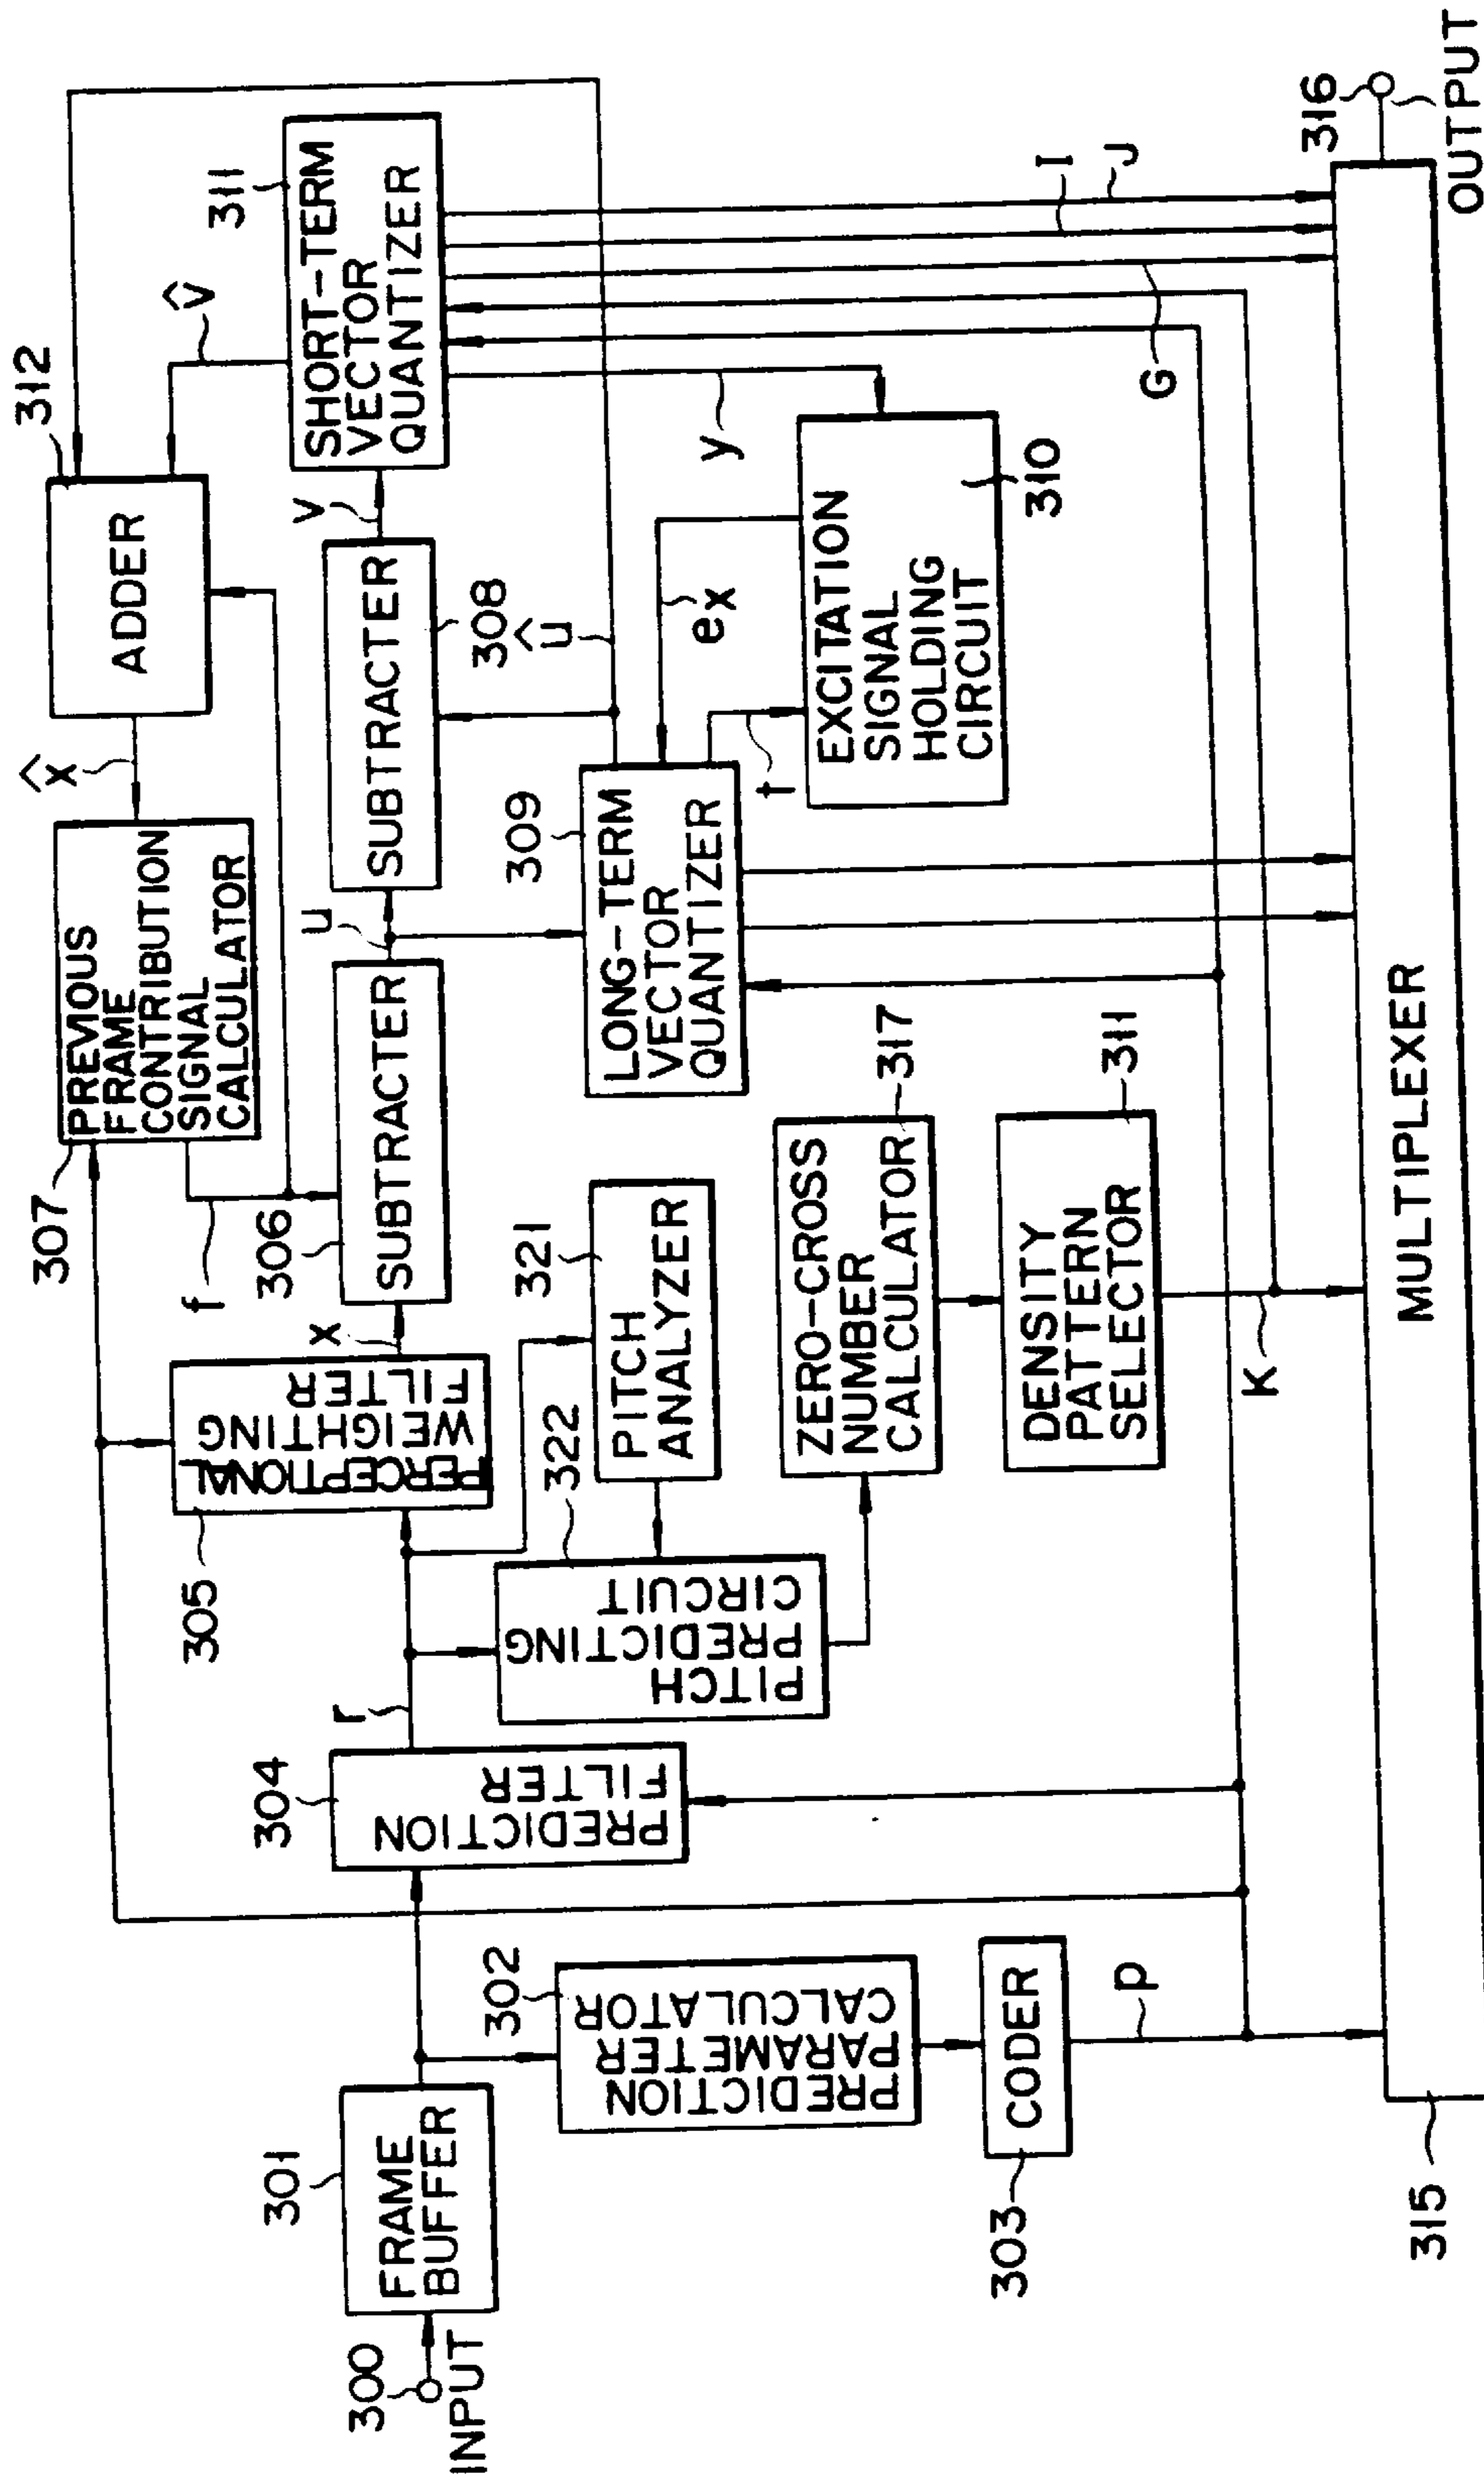 300
INPUT
301
FRAME
BUFFER
302
PREDICTION
PARAMETER
CALCULATOR
303
CODER
p
304
PREDICTION
FILTER
r
305
PERCEPTIONAL
WEIGHTING
FILTER
x
306
SUBTRACTER
f
307
PREVIOUS
FRAME
CONTRIBUTION
SIGNAL
CALCULATOR
x̂
312
ADDER
u
SUBTRACTER
308
û
v
311
SHORT-TERM
VECTOR
QUANTIZER
v̂
309
LONG-TERM
VECTOR
QUANTIZER
ex
t
y
EXCITATION
SIGNAL
HOLDING
CIRCUIT
310
321
PITCH
ANALYZER
322
PITCH
PREDICTING
CIRCUIT
317
ZERO-CROSS
NUMBER
CALCULATOR
311
DENSITY
PATTERN
SELECTOR
K
G
I
J
315
MULTIPLEXER
316
OUTPUT